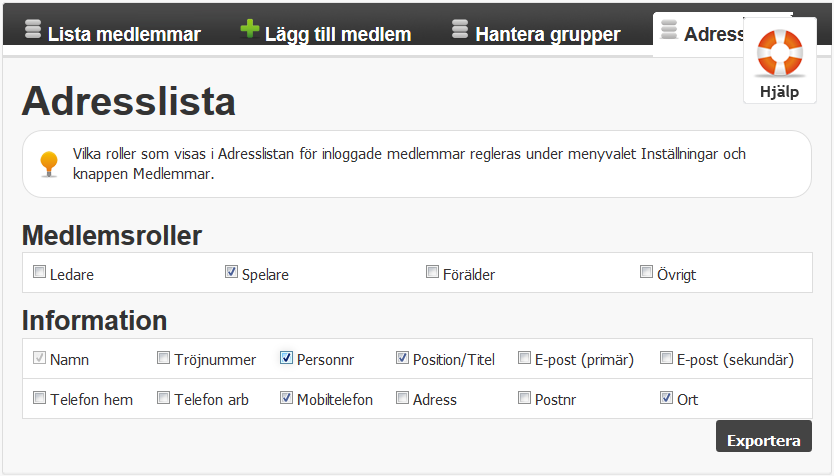 Lista medlemmar Lägg till medlem Hantera grupper Adress
Hjälp
Adresslista
Vilka roller som visas i Adresslistan för inloggade medlemmar regleras under menyvalet Inställningar och
knappen Medlemmar.
Medlemsroller
Ledare Spelare Förälder Övrigt
Information
Namn Tröjnummer Personnr Position/Titel E-post (primär) E-post (sekundär)
Telefon hem Telefon arb Mobiltelefon Adress Postnr Ort
Exportera